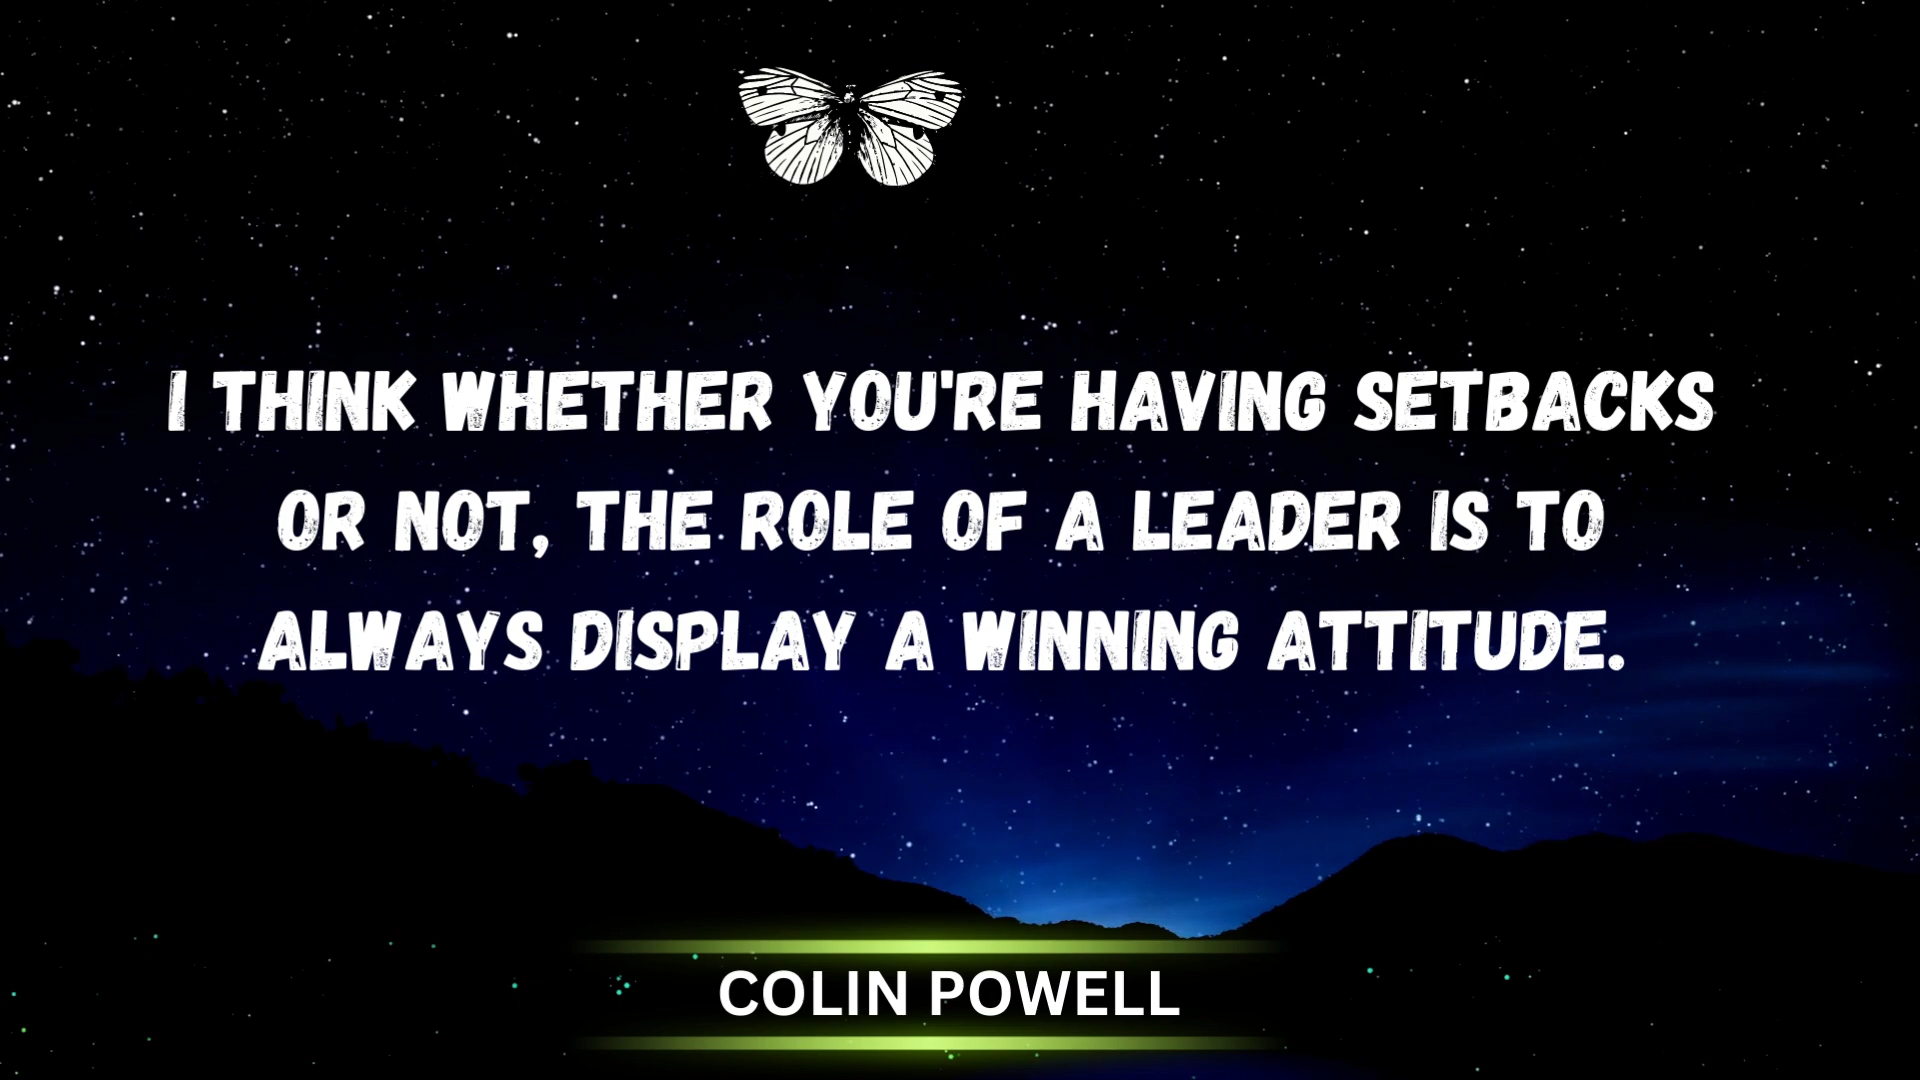 I THINK WHETHER YOU'RE HAVING SETBACKS
OR NOT, THE ROLE OF A LEADER IS TO
ALWAYS DISPLAY A WINNING ATTITUDE.
COLIN POWELL